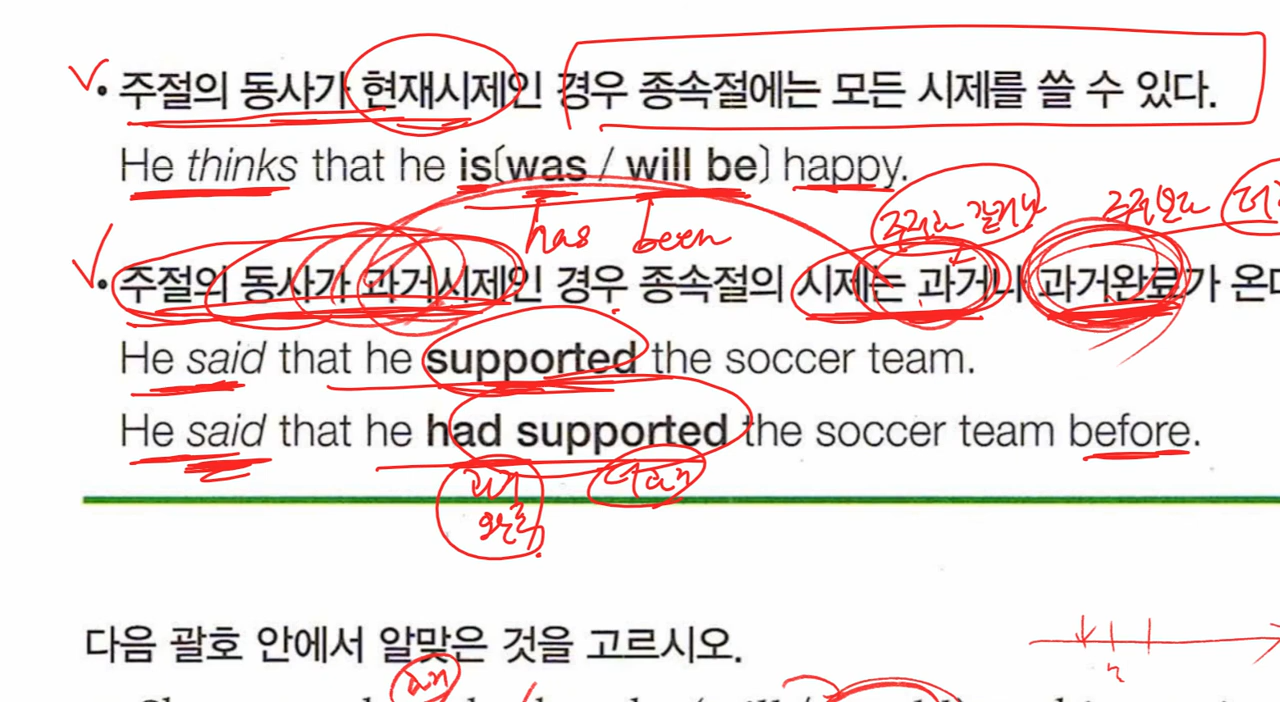 • 주절의 동사가 현재시제인 경우 종속절에는 모든 시제를 쓸 수 있다.
He thinks that he is(was / will be) happy.
has been
• 주절의 동사가 과거시제인 경우 종속절의 시제는 과거나 과거완료가 온다
He said that he supported the soccer team.
He said that he had supported the soccer team before.
과거
완료
다음 괄호 안에서 알맞은 것을 고르시오.